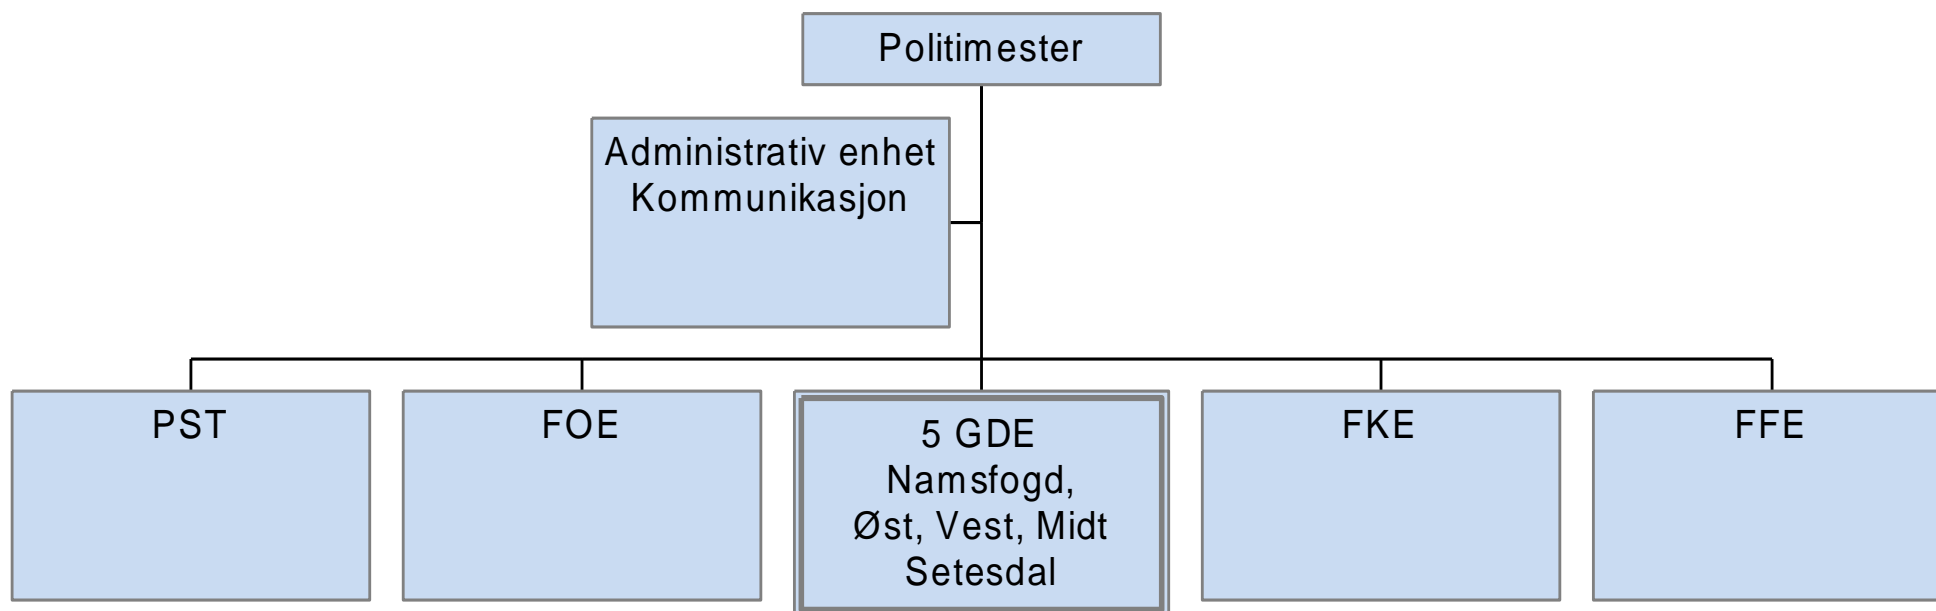 Politimester
Administrativ enhet
Kommunikasjon
PST
FOE
5 GDE
Namsfogd,
Øst, Vest, Midt
Setesdal
FKE
FFE